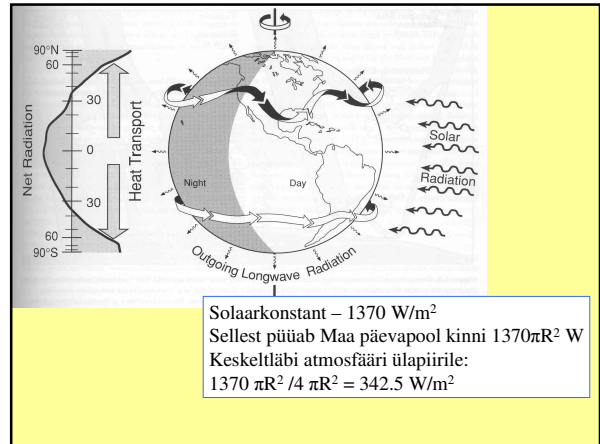 90°N
60
30
0
30
60
90°S
Net Radiation
Heat Transport
Night
Day
Solar
Radiation
Outgoing Longwave Radiation
Solaarkonstant – 1370 W/m²
Sellest püüab Maa päevapool kinni 1370πR² W
Keskeltläbi atmosfääri ülapiirile:
1370 πR² /4 πR² = 342.5 W/m²